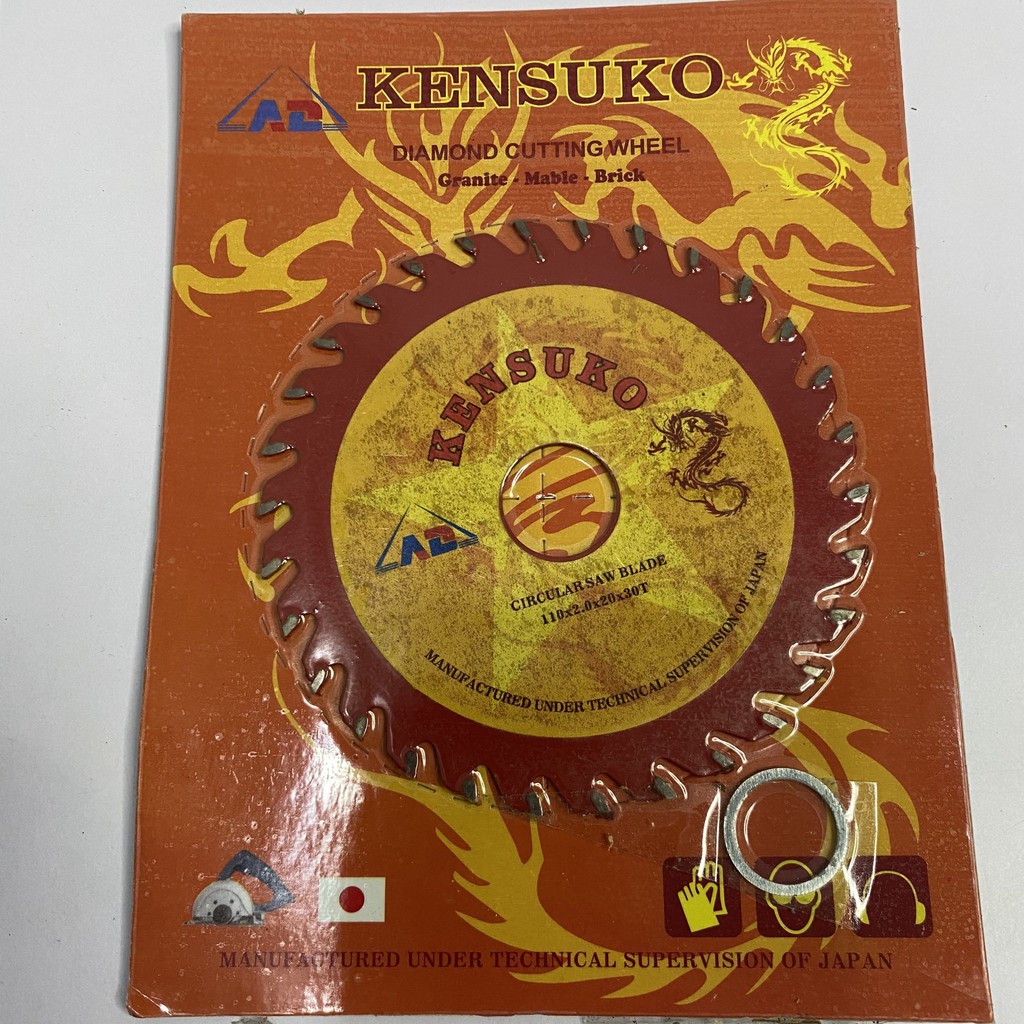 KENSUKO
DIAMOND CUTTING WHEEL
Granite - Mable - Brick
KENSUKO
CIRCULAR SAW BLADE
110x2.0x20x30T
MANUFACTURED UNDER TECHNICAL SUPERVISION OF JAPAN
MANUFACTURED UNDER TECHNICAL SUPERVISION OF JAPAN